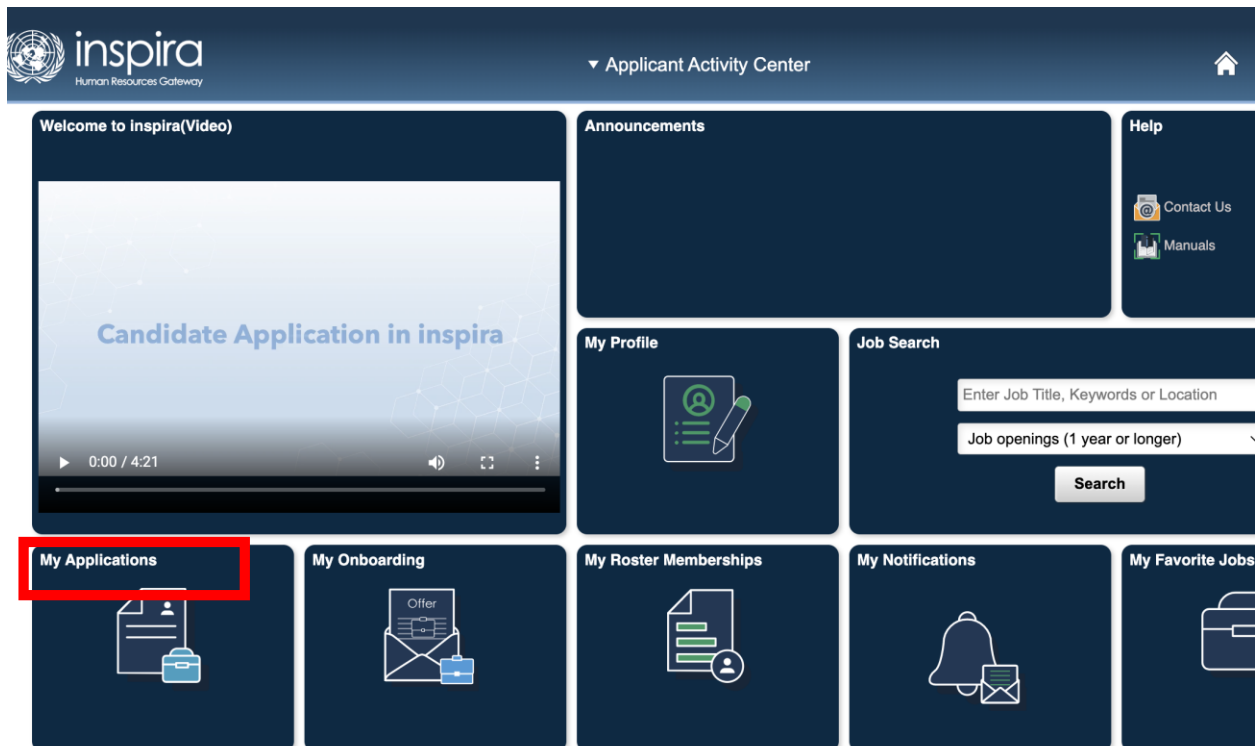 inspira
Human Resources Gateway
Applicant Activity Center
Welcome to inspira(Video)
Candidate Application in inspira
0:00 / 4:21
Announcements
Help
Contact Us
Manuals
My Profile
Job Search
Enter Job Title, Keywords or Location
Job openings (1 year or longer)
Search
My Applications
My Onboarding
Offer
My Roster Memberships
My Notifications
My Favorite Jobs